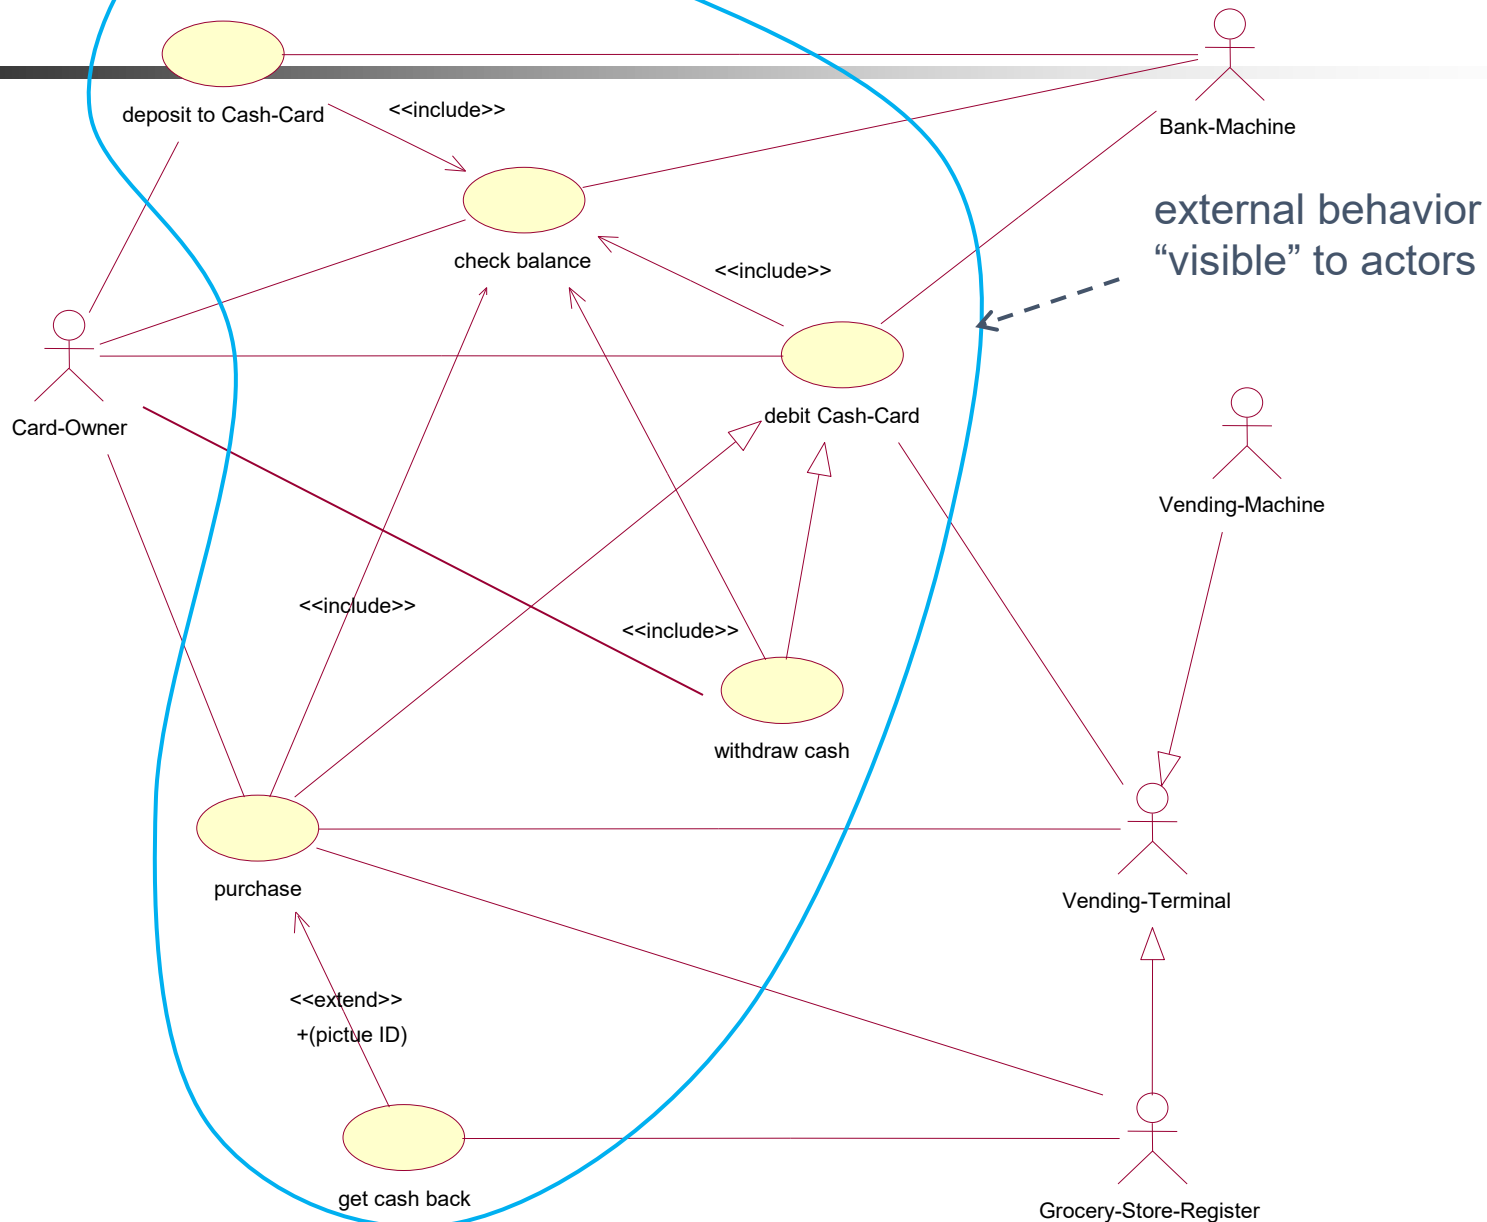 deposit to Cash-Card
<<include>>
Bank-Machine
external behavior
“visible” to actors
check balance
<<include>>
Card-Owner
debit Cash-Card
Vending-Machine
<<include>>
<<include>>
withdraw cash
purchase
Vending-Terminal
<<extend>>
+(pictue ID)
get cash back
Grocery-Store-Register